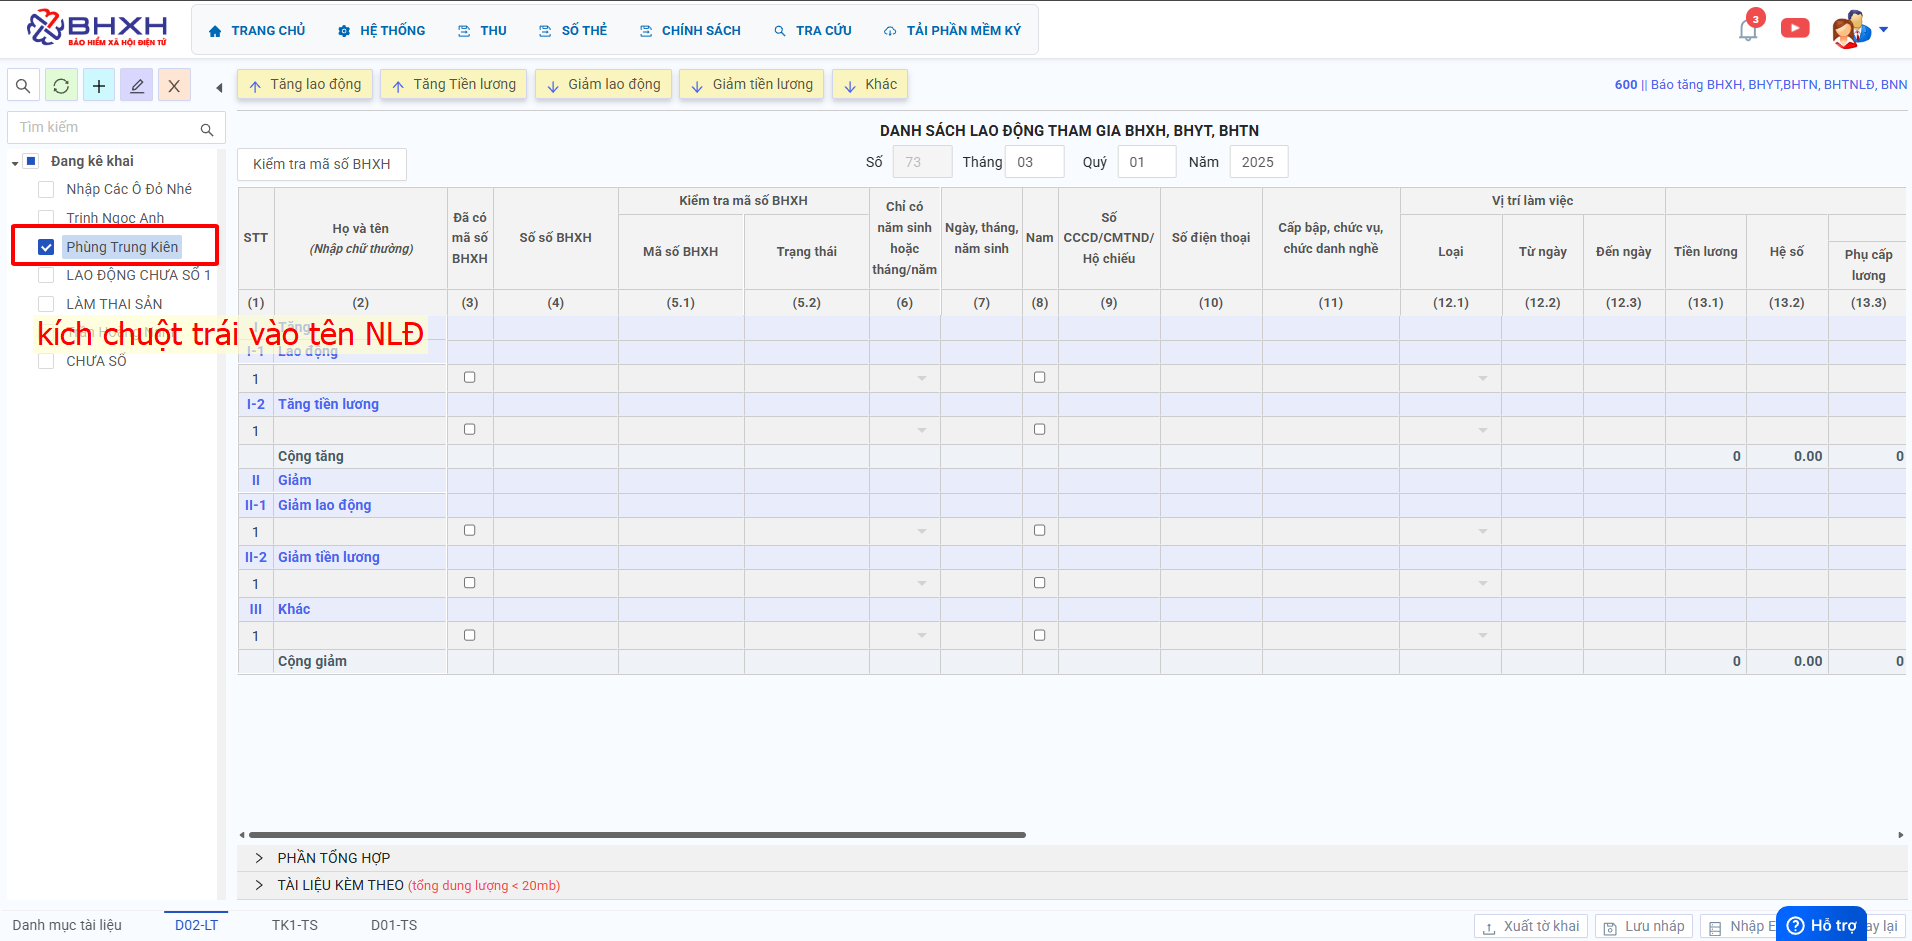 BHXH
BẢO HIỂM XÃ HỘI ĐIỆN TỬ
TRANG CHỦ
HỆ THỐNG
THU
SỔ THẺ
CHÍNH SÁCH
TRA CỨU
TẢI PHẦN MỀM KÝ
3
Tăng lao động
Tăng Tiền lương
Giảm lao động
Giảm tiền lương
Khác
600 || Báo tăng BHXH, BHYT,BHTN, BHTNLĐ, BNN
Tìm kiếm
Đang kê khai
Nhập Các Ô Đỏ Nhé
Trịnh Ngọc Anh
Phùng Trung Kiên
LAO ĐỘNG CHƯA SỔ 1
LÀM THAI SẢN
kích chuột trái vào tên NLĐ
CHƯA SỔ
DANH SÁCH LAO ĐỘNG THAM GIA BHXH, BHYT, BHTN
Số 73 Tháng 03 Quý 01 Năm 2025
Kiểm tra mã số BHXH
STT
Họ và tên
(Nhập chữ thường)
Đã có
mã số
BHXH
Số sổ BHXH
Kiểm tra mã số BHXH
Mã số BHXH
Trạng thái
Chỉ có
năm sinh
hoặc
tháng/năm
Ngày, tháng,
năm sinh
Nam
Số
CCCD/CMTND/
Hộ chiếu
Số điện thoại
Cấp bập, chức vụ,
chức danh nghề
Vị trí làm việc
Loại
Từ ngày
Đến ngày
Tiền lương
Hệ số
Phụ cấp
lương
(1) (2) (3) (4) (5.1) (5.2) (6) (7) (8) (9) (10) (11) (12.1) (12.2) (12.3) (13.1) (13.2) (13.3)
I Tăng
I-1 Lao động
1
I-2 Tăng tiền lương
1
Cộng tăng 0 0.00 0
II Giảm
II-1 Giảm lao động
1
II-2 Giảm tiền lương
1
III Khác
1
Cộng giảm 0 0.00 0
PHẦN TỔNG HỢP
TÀI LIỆU KÈM THEO (tổng dung lượng < 20mb)
Danh mục tài liệu
D02-LT
TK1-TS
D01-TS
Xuất tờ khai
Lưu nháp
Nhập E
Hỗ trợ
ay lại